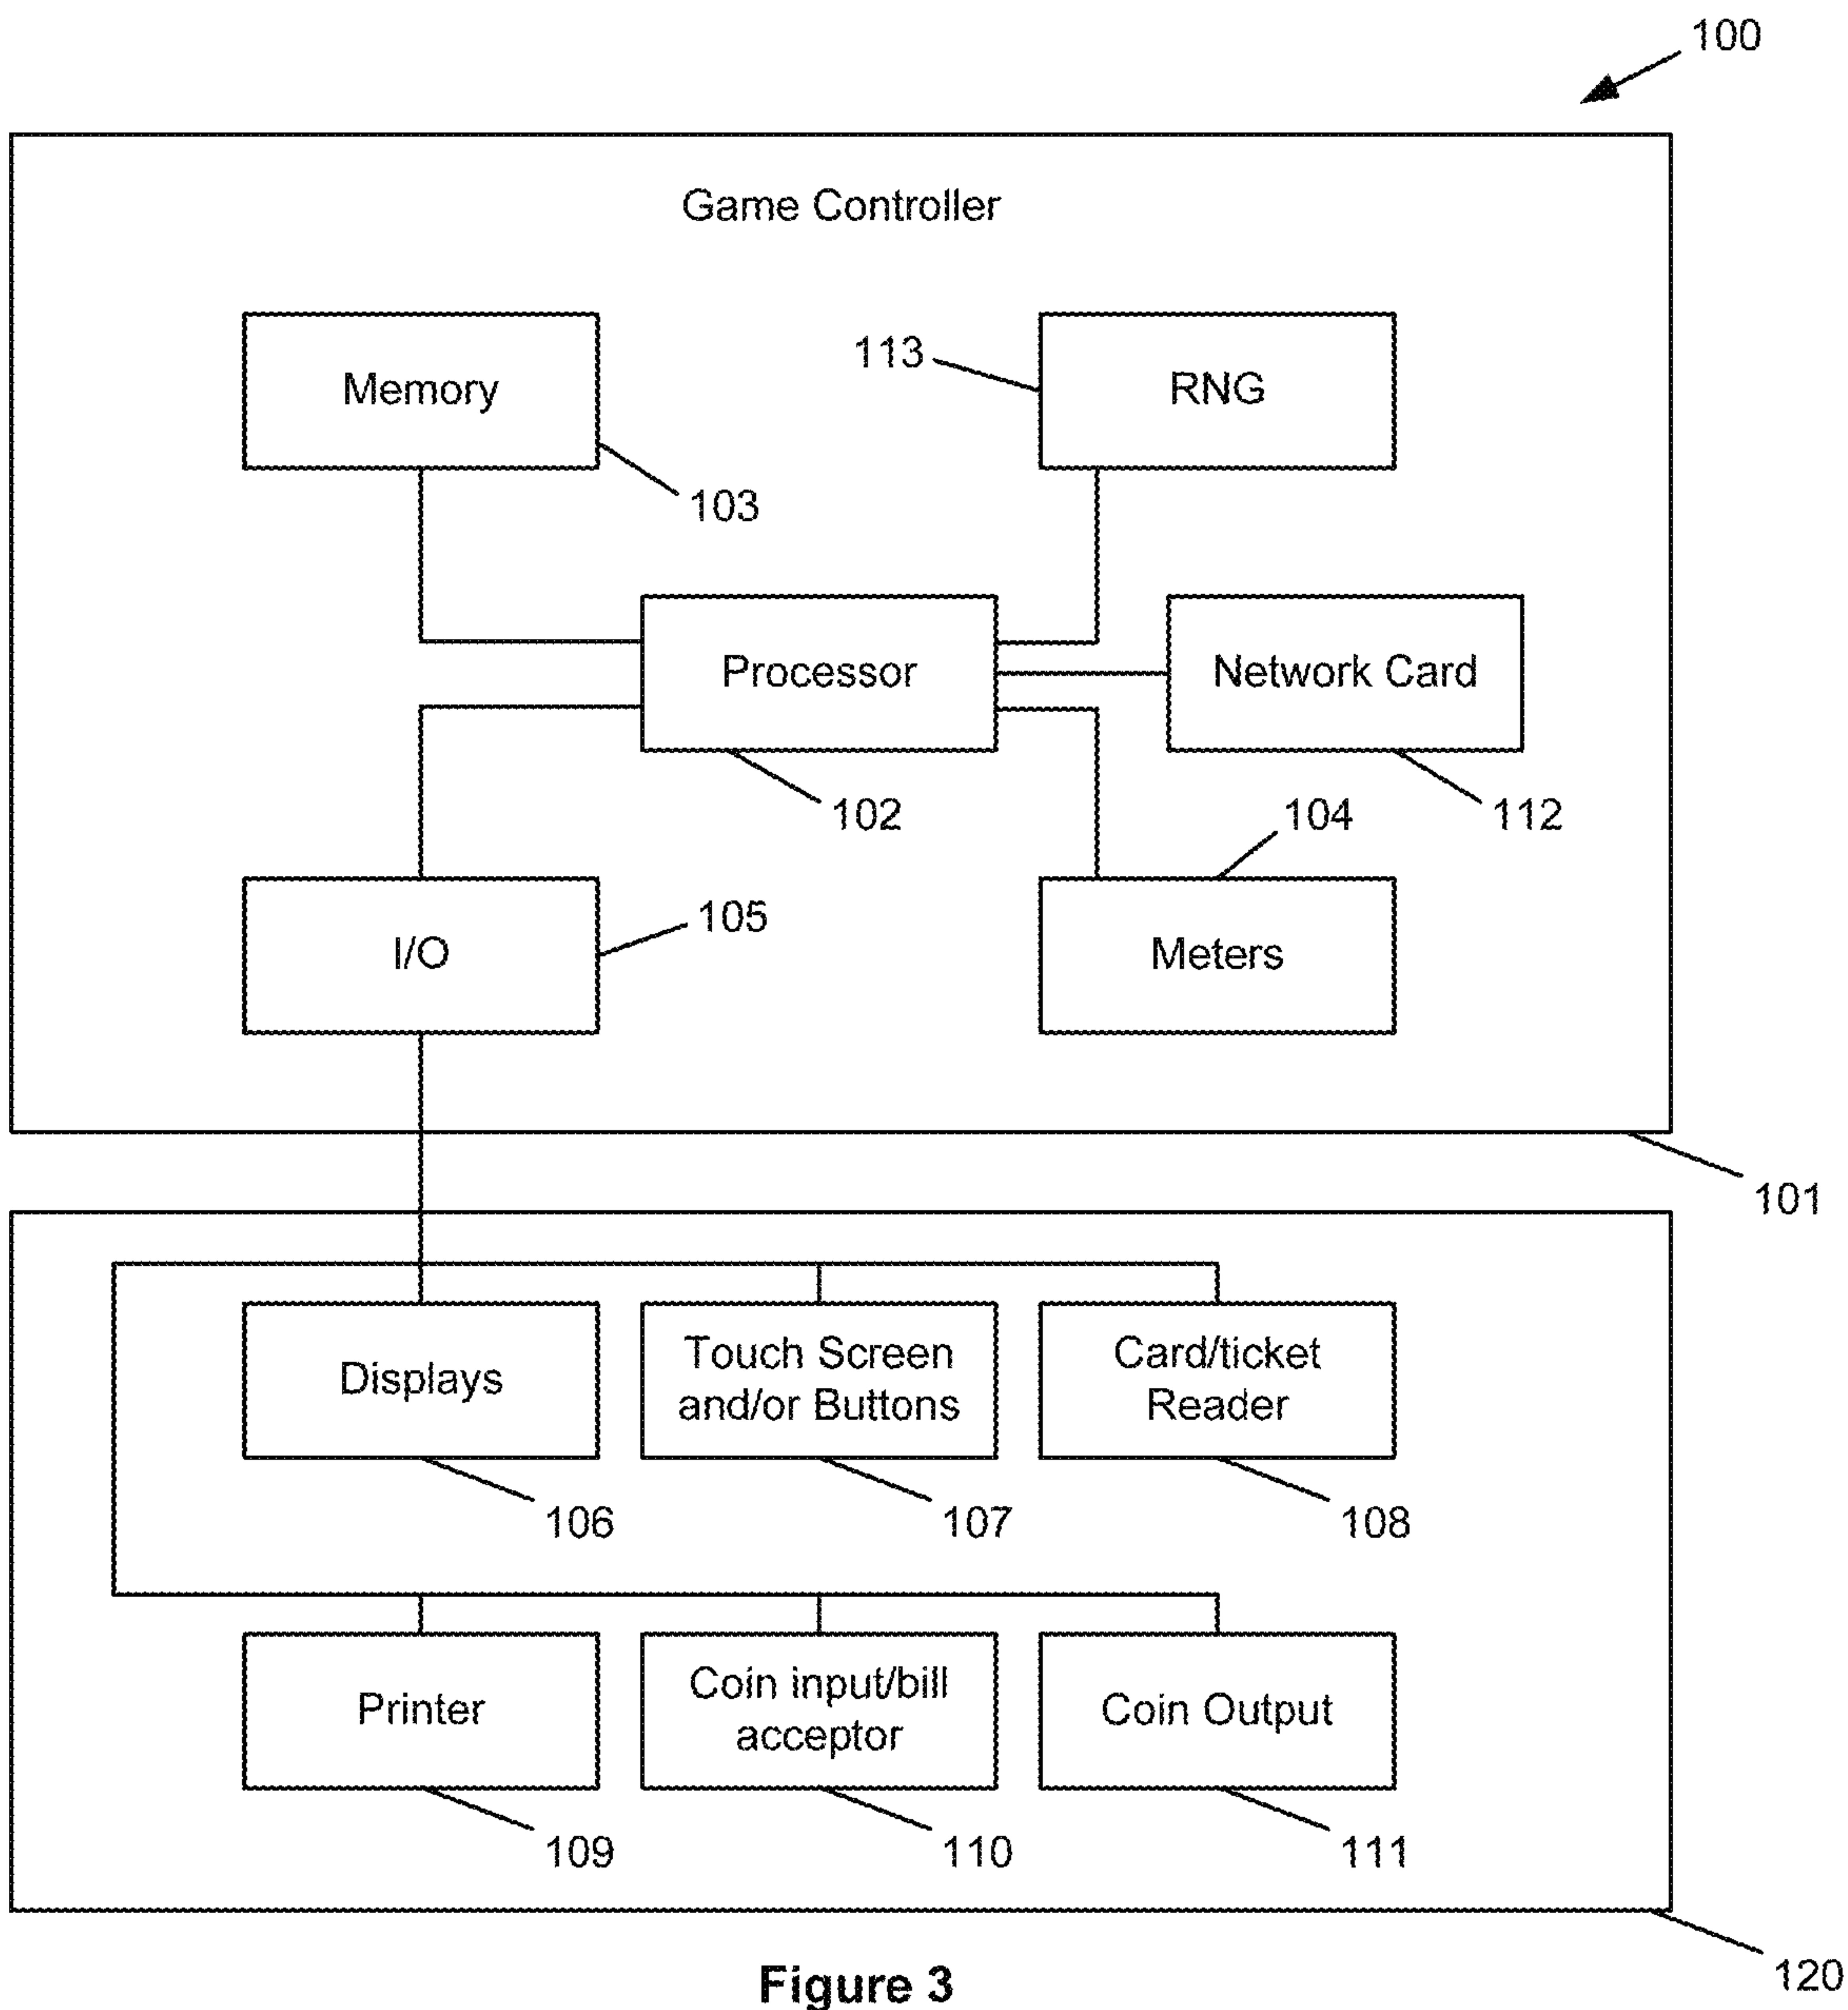 100
Game Controller
Memory
113
RNG
103
Processor
Network Card
102
104
112
105
I/O
Meters
101
Displays
Touch Screen
and/or Buttons
Card/ticket
Reader
106
107
108
Printer
Coin input/bill
acceptor
Coin Output
109
110
111
120
Figure 3